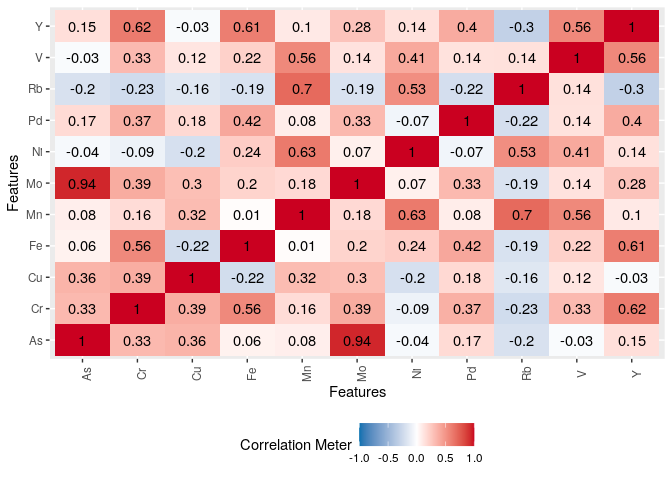 Y 0.15 0.62 -0.03 0.61 0.1 0.28 0.14 0.4 -0.3 0.56 1
V -0.03 0.33 0.12 0.22 0.56 0.14 0.41 0.14 0.14 1 0.56
Rb -0.2 -0.23 -0.16 -0.19 0.7 -0.19 0.53 -0.22 1 0.14 -0.3
Pd 0.17 0.37 0.18 0.42 0.08 0.33 -0.07 1 -0.22 0.14 0.4
NI -0.04 -0.09 -0.2 0.24 0.63 0.07 1 -0.07 0.53 0.41 0.14
Mo 0.94 0.39 0.3 0.2 0.18 1 0.07 0.33 -0.19 0.14 0.28
Mn 0.08 0.16 0.32 0.01 1 0.18 0.63 0.08 0.7 0.56 0.1
Fe 0.06 0.56 -0.22 1 0.01 0.2 0.24 0.42 -0.19 0.22 0.61
Cu 0.36 0.39 1 -0.22 0.32 0.3 -0.2 0.18 -0.16 0.12 -0.03
Cr 0.33 1 0.39 0.56 0.16 0.39 -0.09 0.37 -0.23 0.33 0.62
As 1 0.33 0.36 0.06 0.08 0.94 -0.04 0.17 -0.2 -0.03 0.15
Features
As Cr Cu Fe Mn Mo NI Pd Rb V Y
Features
Correlation Meter
-1.0 -0.5 0.0 0.5 1.0